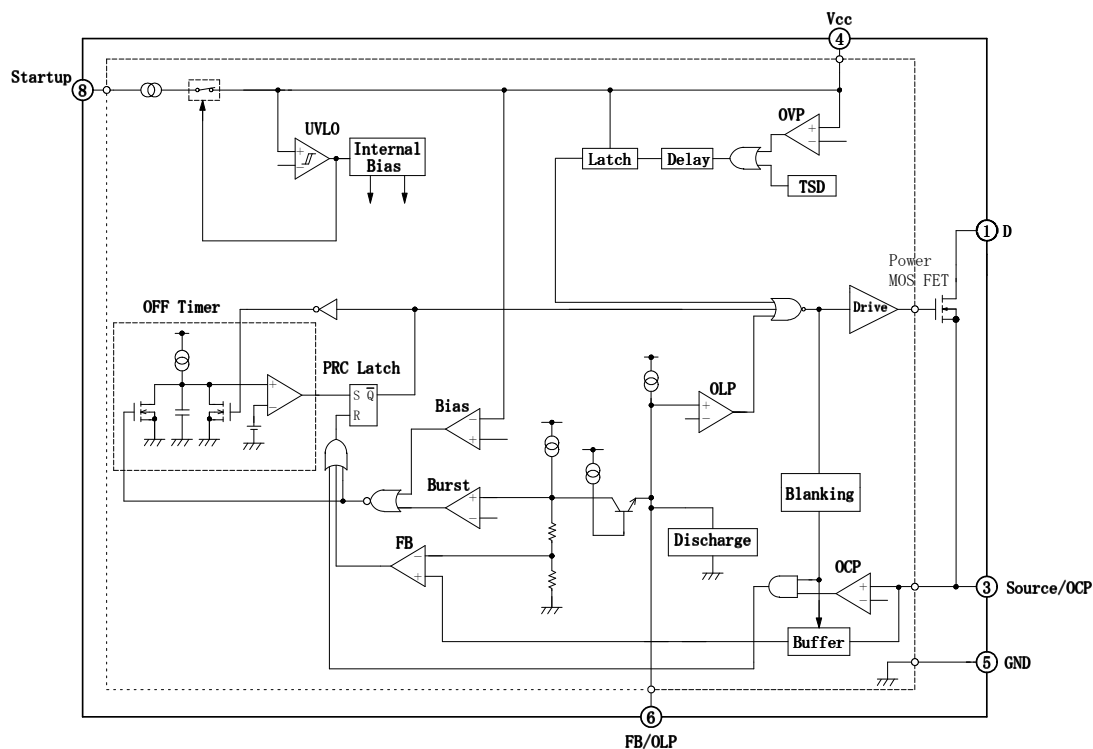 Vcc
4
Startup
8
OVP
+
−
UVLO
+
−
Internal
Bias
Latch
Delay
TSD
1
D
Power
MOS FET
OFF Timer
Drive
PRC Latch
+
−
S Q̅
R
OLP
+
−
Bias
−
+
Burst
+
−
Blanking
Discharge
FB
−
+
OCP
+
−
3
Source/OCP
Buffer
5
GND
6
FB/OLP